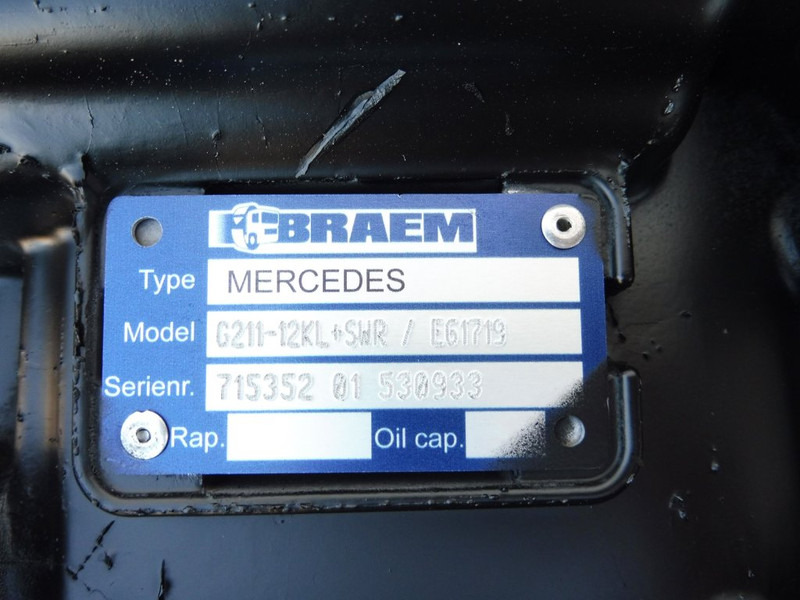 BRAEM
Type MERCEDES
Model G211-12KL+SWR / E61719
Serienr. 715352 01 530933
Rap. Oil cap.